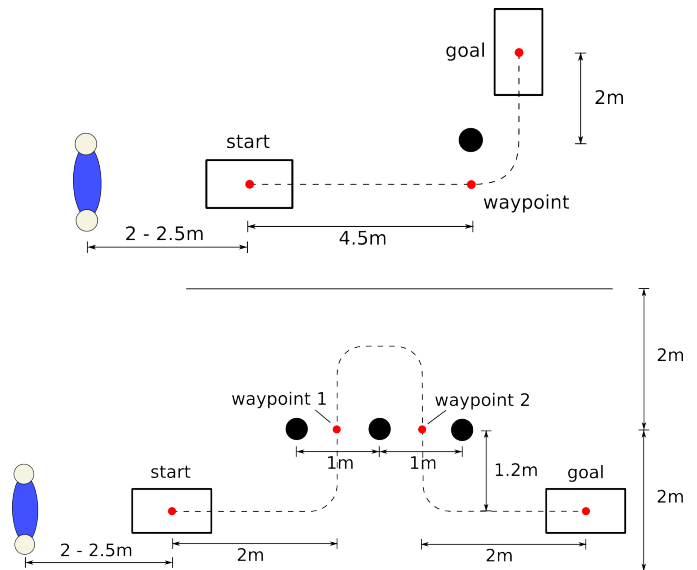 goal
2m
start
waypoint
2 - 2.5m
4.5m
2m
waypoint 1
waypoint 2
1m
1m
start
1.2m
goal
2m
2 - 2.5m
2m
2m